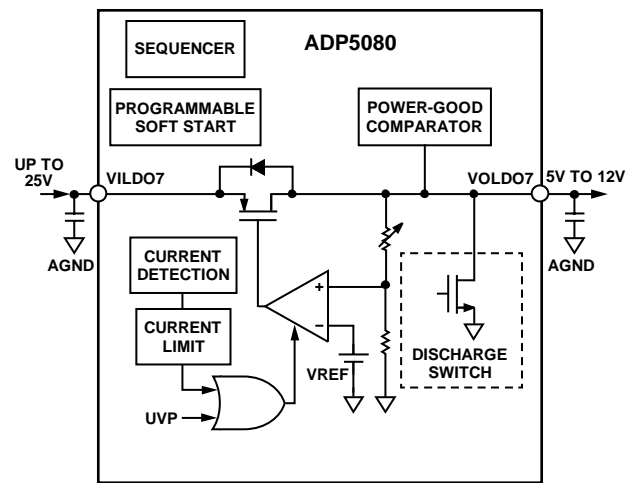 SEQUENCER
ADP5080
PROGRAMMABLE
SOFT START
POWER-GOOD
COMPARATOR
UP TO
25V
VILDO7
VOLDO7
5V TO 12V
AGND
AGND
CURRENT
DETECTION
CURRENT
LIMIT
+
−
VREF
DISCHARGE
SWITCH
UVP